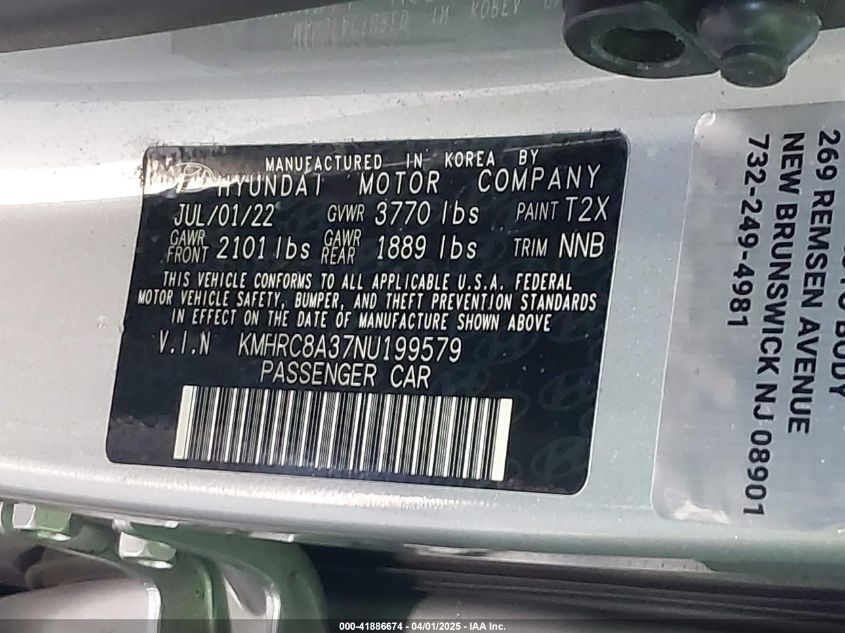 MANUFACTURED IN KOREA BY
HYUNDAI MOTOR COMPANY
JUL/01/22 GVWR 3770 lbs PAINT T2X
GAWR FRONT 2101 lbs GAWR REAR 1889 lbs TRIM NNB
THIS VEHICLE CONFORMS TO ALL APPLICABLE U.S.A. FEDERAL
MOTOR VEHICLE SAFETY, BUMPER, AND THEFT PREVENTION STANDARDS
IN EFFECT ON THE DATE OF MANUFACTURE SHOWN ABOVE
V.I.N KMHRC8A37NU199579
PASSENGER CAR
BODY
269 REMSEN AVENUE
NEW BRUNSWICK NJ 08901
732-249-4981
000-41886674 - 04/01/2025 - IAA Inc.